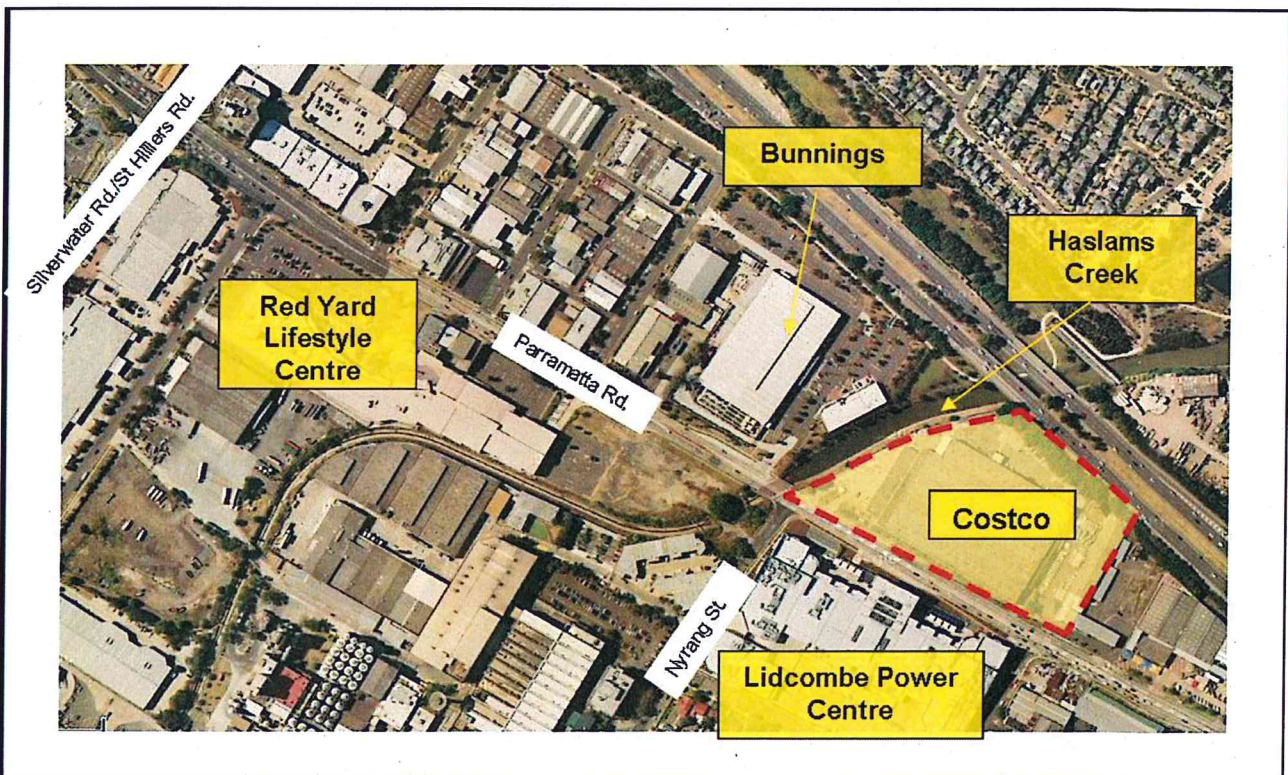 Silverwater Rd./St Hilliers Rd.
Bunnings
Haslams
Creek
Red Yard
Lifestyle
Centre
Parramatta Rd.
Costco
Nyrang St
Lidcombe Power
Centre